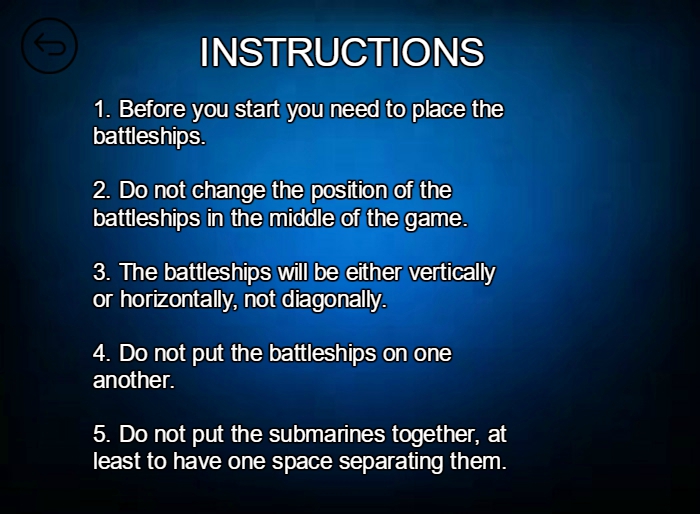 INSTRUCTIONS
1. Before you start you need to place the
battleships.
2. Do not change the position of the
battleships in the middle of the game.
3. The battleships will be either vertically
or horizontally, not diagonally.
4. Do not put the battleships on one
another.
5. Do not put the submarines together, at
least to have one space separating them.